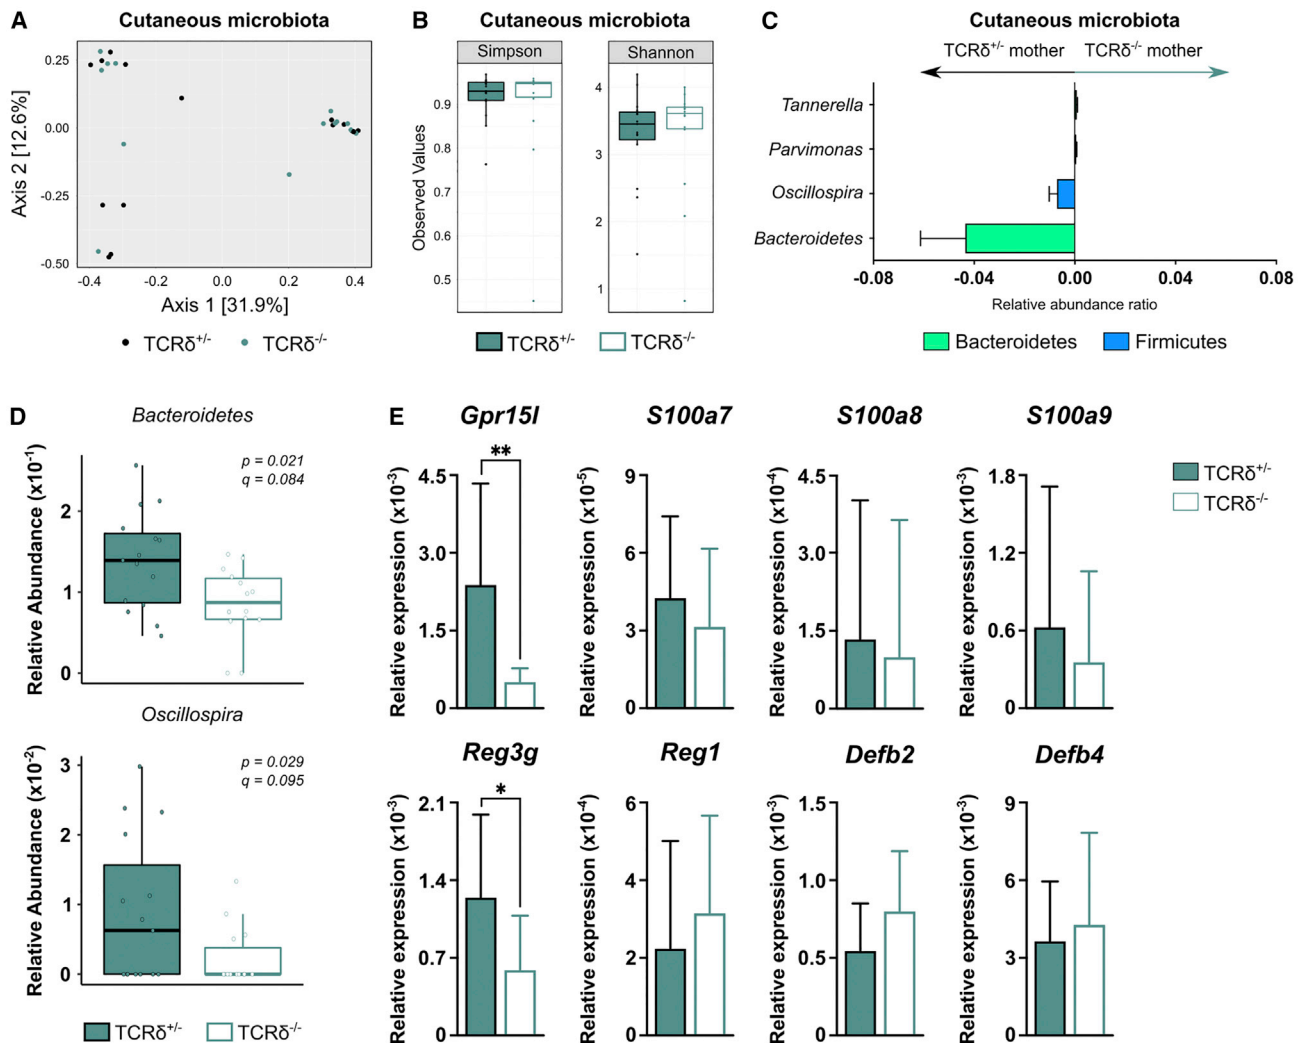 A
Cutaneous microbiota
0.25
0.00
-0.25
-0.50
Axis 2 [12.6%]
-0.4
-0.2
0.0
0.2
0.4
Axis 1 [31.9%]
TCRδ+/-
TCRδ-/-
B
Cutaneous microbiota
Simpson
Shannon
Observed Values
0.9
0.8
0.7
0.9
0.5
4
3
2
1
TCRδ+/-
TCRδ-/-
C
Cutaneous microbiota
TCRδ+/- mother
TCRδ-/- mother
Tannerella
Parvimonas
Oscillospira
Bacteroidetes
-0.08
-0.04
0.00
0.04
0.08
Relative abundance ratio
Bacteroidetes
Firmicutes
D
Bacteroidetes
p = 0.021
q = 0.084
Relative Abundance (x10-1)
2
1
0
Oscillospira
p = 0.029
q = 0.095
Relative Abundance (x10-2)
3
2
1
0
TCRδ+/-
TCRδ-/-
E
Gpr15l
**
Relative expression (x10-3)
4.5
3.0
1.5
0
S100a7
Relative expression (x10-5)
9
6
3
0
S100a8
Relative expression (x10-4)
4.5
3.0
1.5
0
S100a9
Relative expression (x10-3)
1.8
1.2
0.6
0
TCRδ+/-
TCRδ-/-
Reg3g
*
Relative expression (x10-3)
2.1
1.4
0.7
0
Reg1
Relative expression (x10-4)
6
4
2
0
Defb2
Relative expression (x10-3)
1.5
1.0
0.5
0
Defb4
Relative expression (x10-3)
9
6
3
0